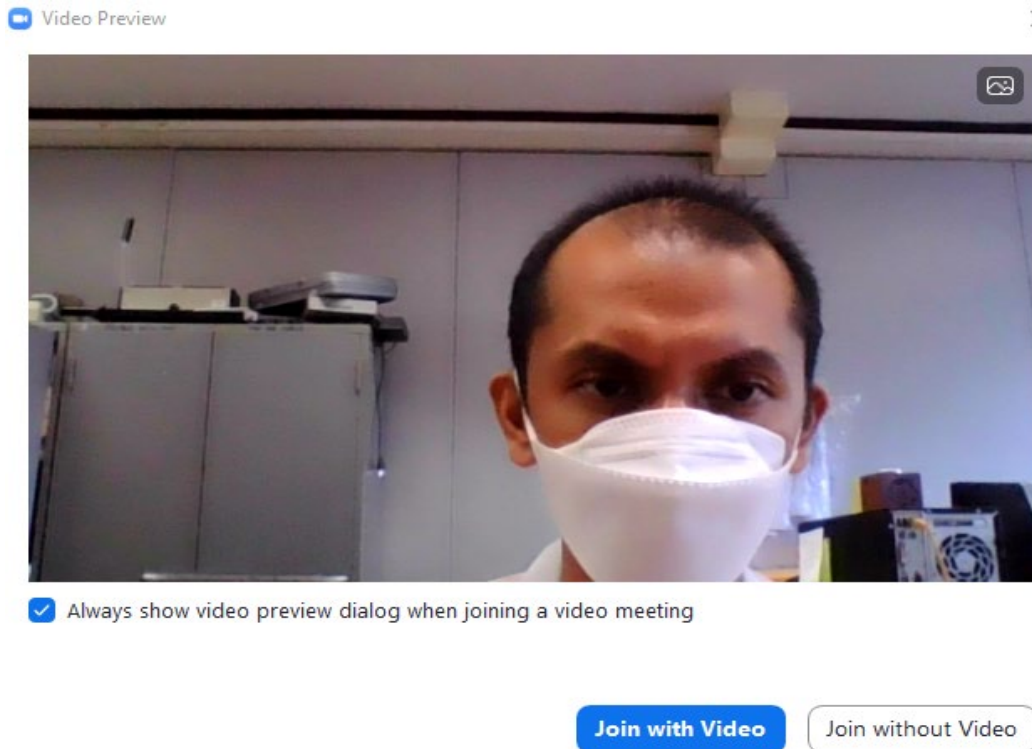 Video Preview
Always show video preview dialog when joining a video meeting
Join with Video
Join without Video